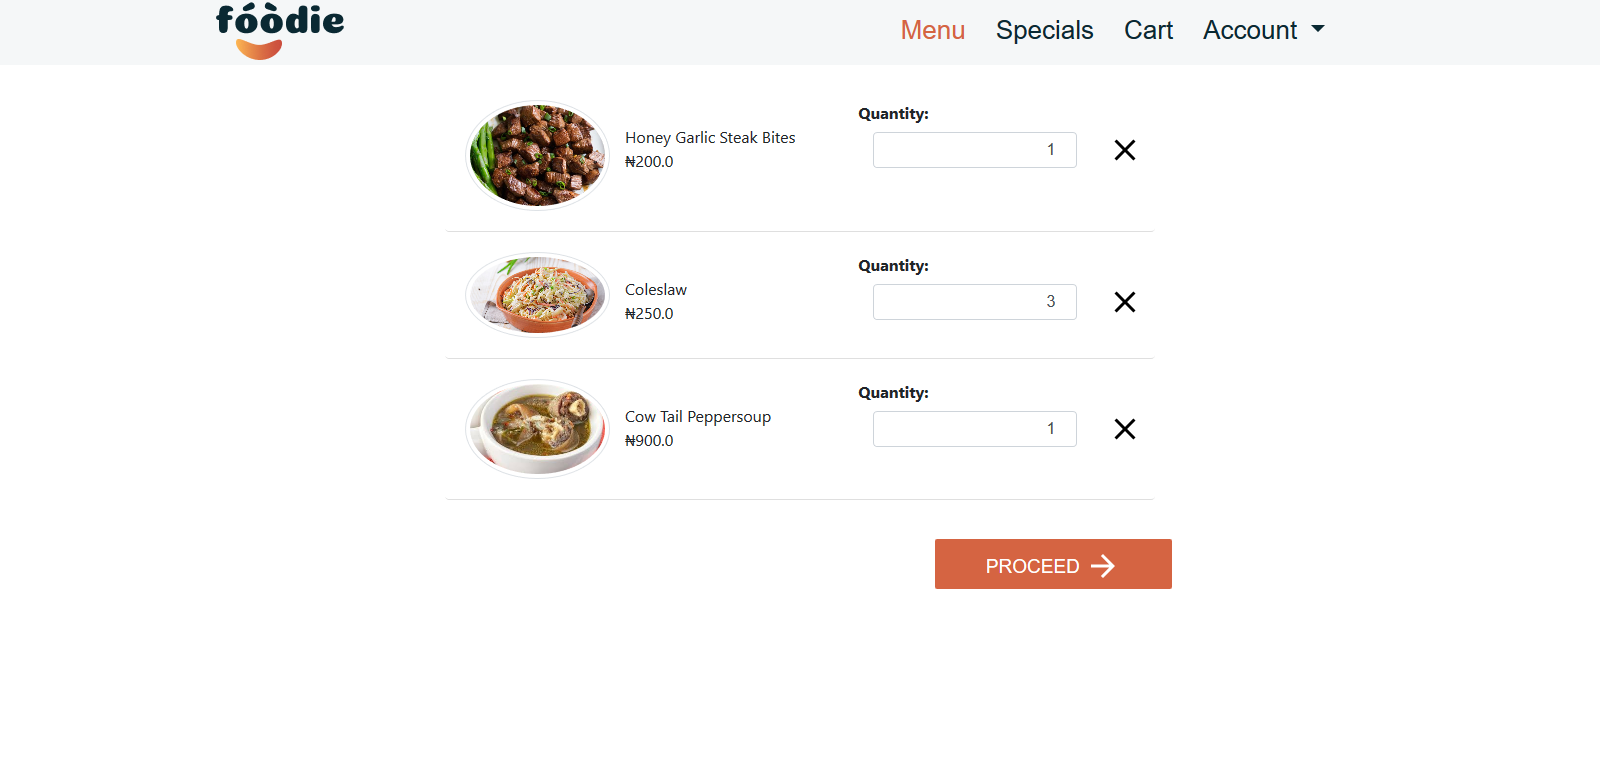 fóòdie
Menu Specials Cart Account
Quantity:
Honey Garlic Steak Bites
1
₦200.0
Quantity:
Coleslaw
3
₦250.0
Quantity:
Cow Tail Peppersoup
1
₦900.0
PROCEED